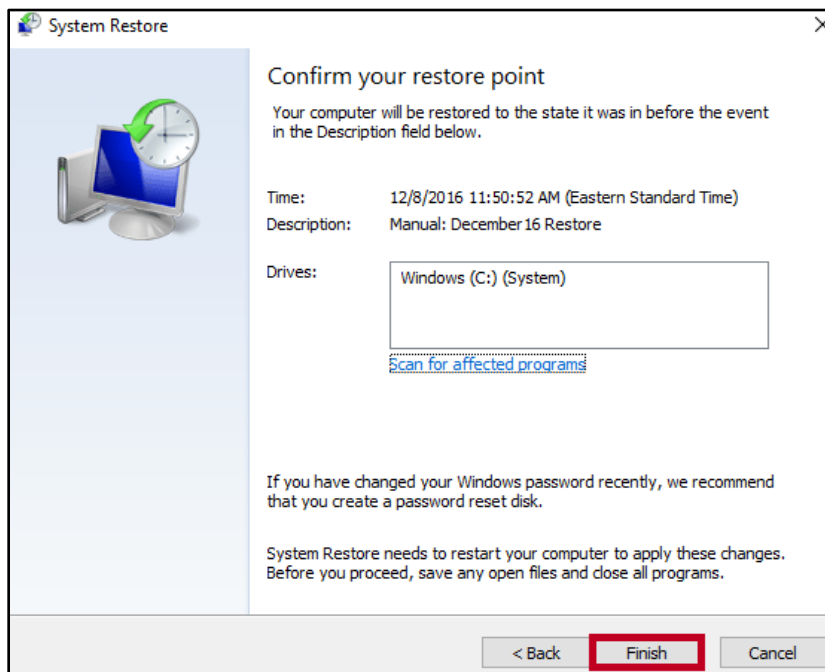 System Restore
Confirm your restore point
Your computer will be restored to the state it was in before the event
in the Description field below.
Time: 12/8/2016 11:50:52 AM (Eastern Standard Time)
Description: Manual: December16 Restore
Drives: Windows (C:) (System)
Scan for affected programs
If you have changed your Windows password recently, we recommend
that you create a password reset disk.
System Restore needs to restart your computer to apply these changes.
Before you proceed, save any open files and close all programs.
< Back Finish Cancel